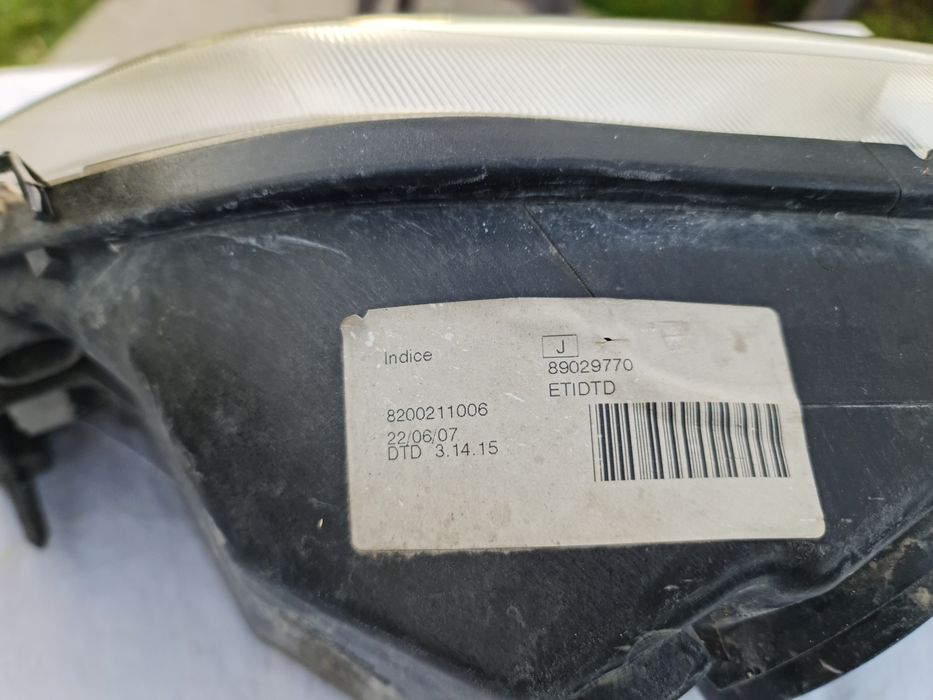 Indice
J
89029770
ETIDTD
8200211006
22/06/07
DTD 3.14.15